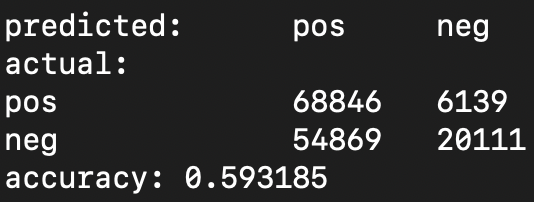 predicted: pos neg
actual:
pos 68846 6139
neg 54869 20111
accuracy: 0.593185